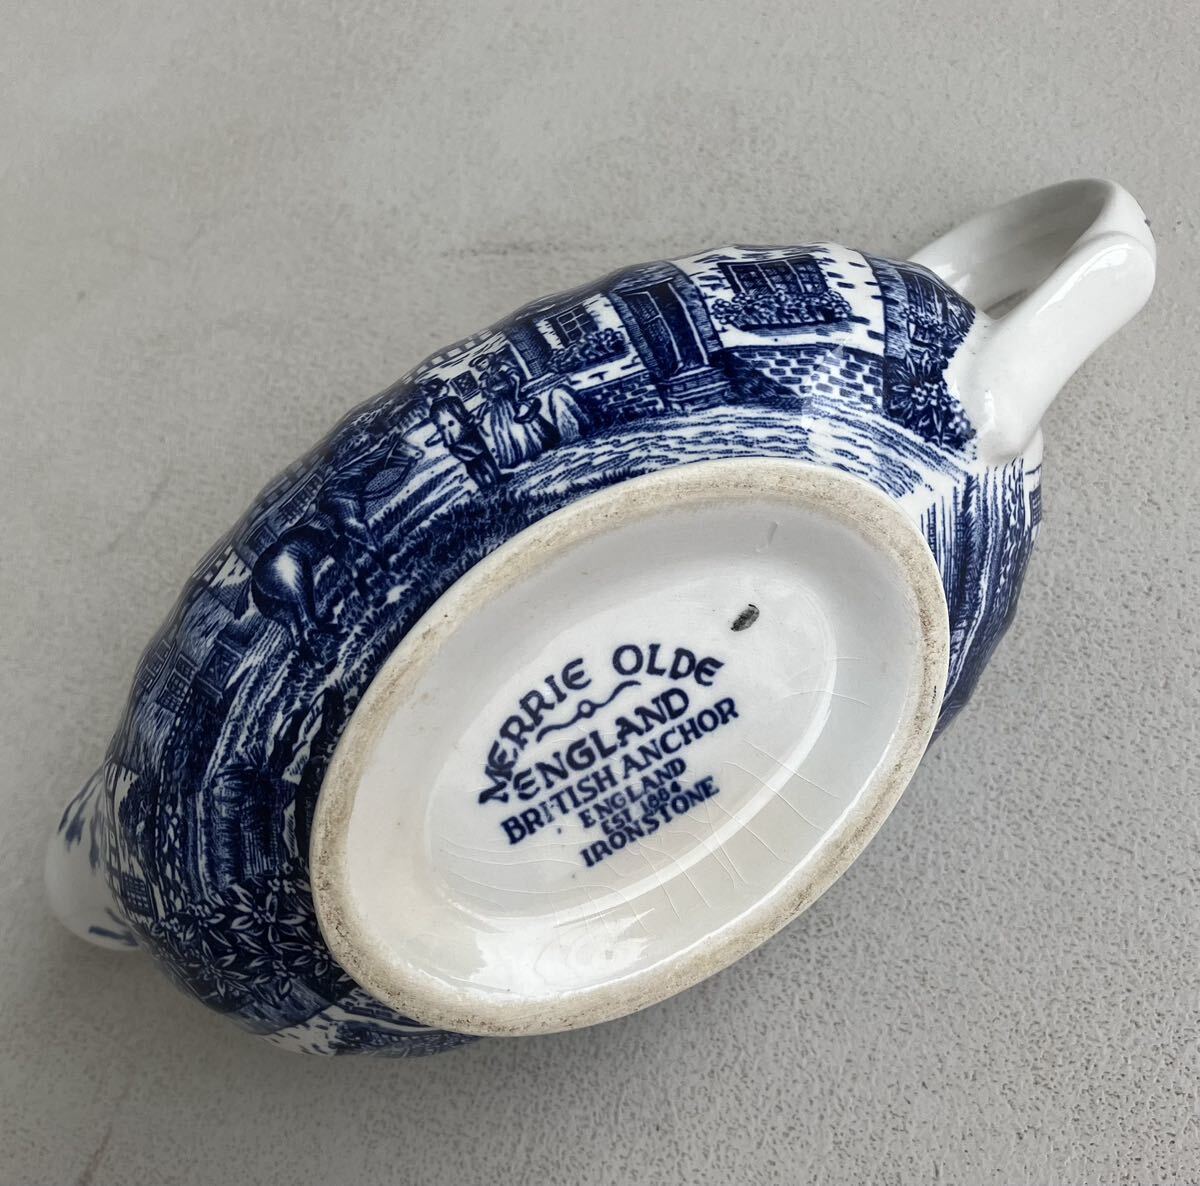 MERRIE OLDE
ENGLAND
BRITISH ANCHOR
ENGLAND
EST 1884
IRONSTONE